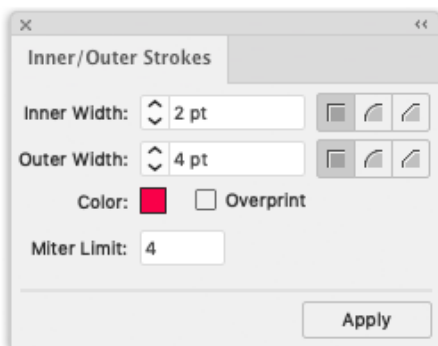 Inner/Outer Strokes
Inner Width: 2 pt
Outer Width: 4 pt
Color: Overprint
Miter Limit: 4
Apply